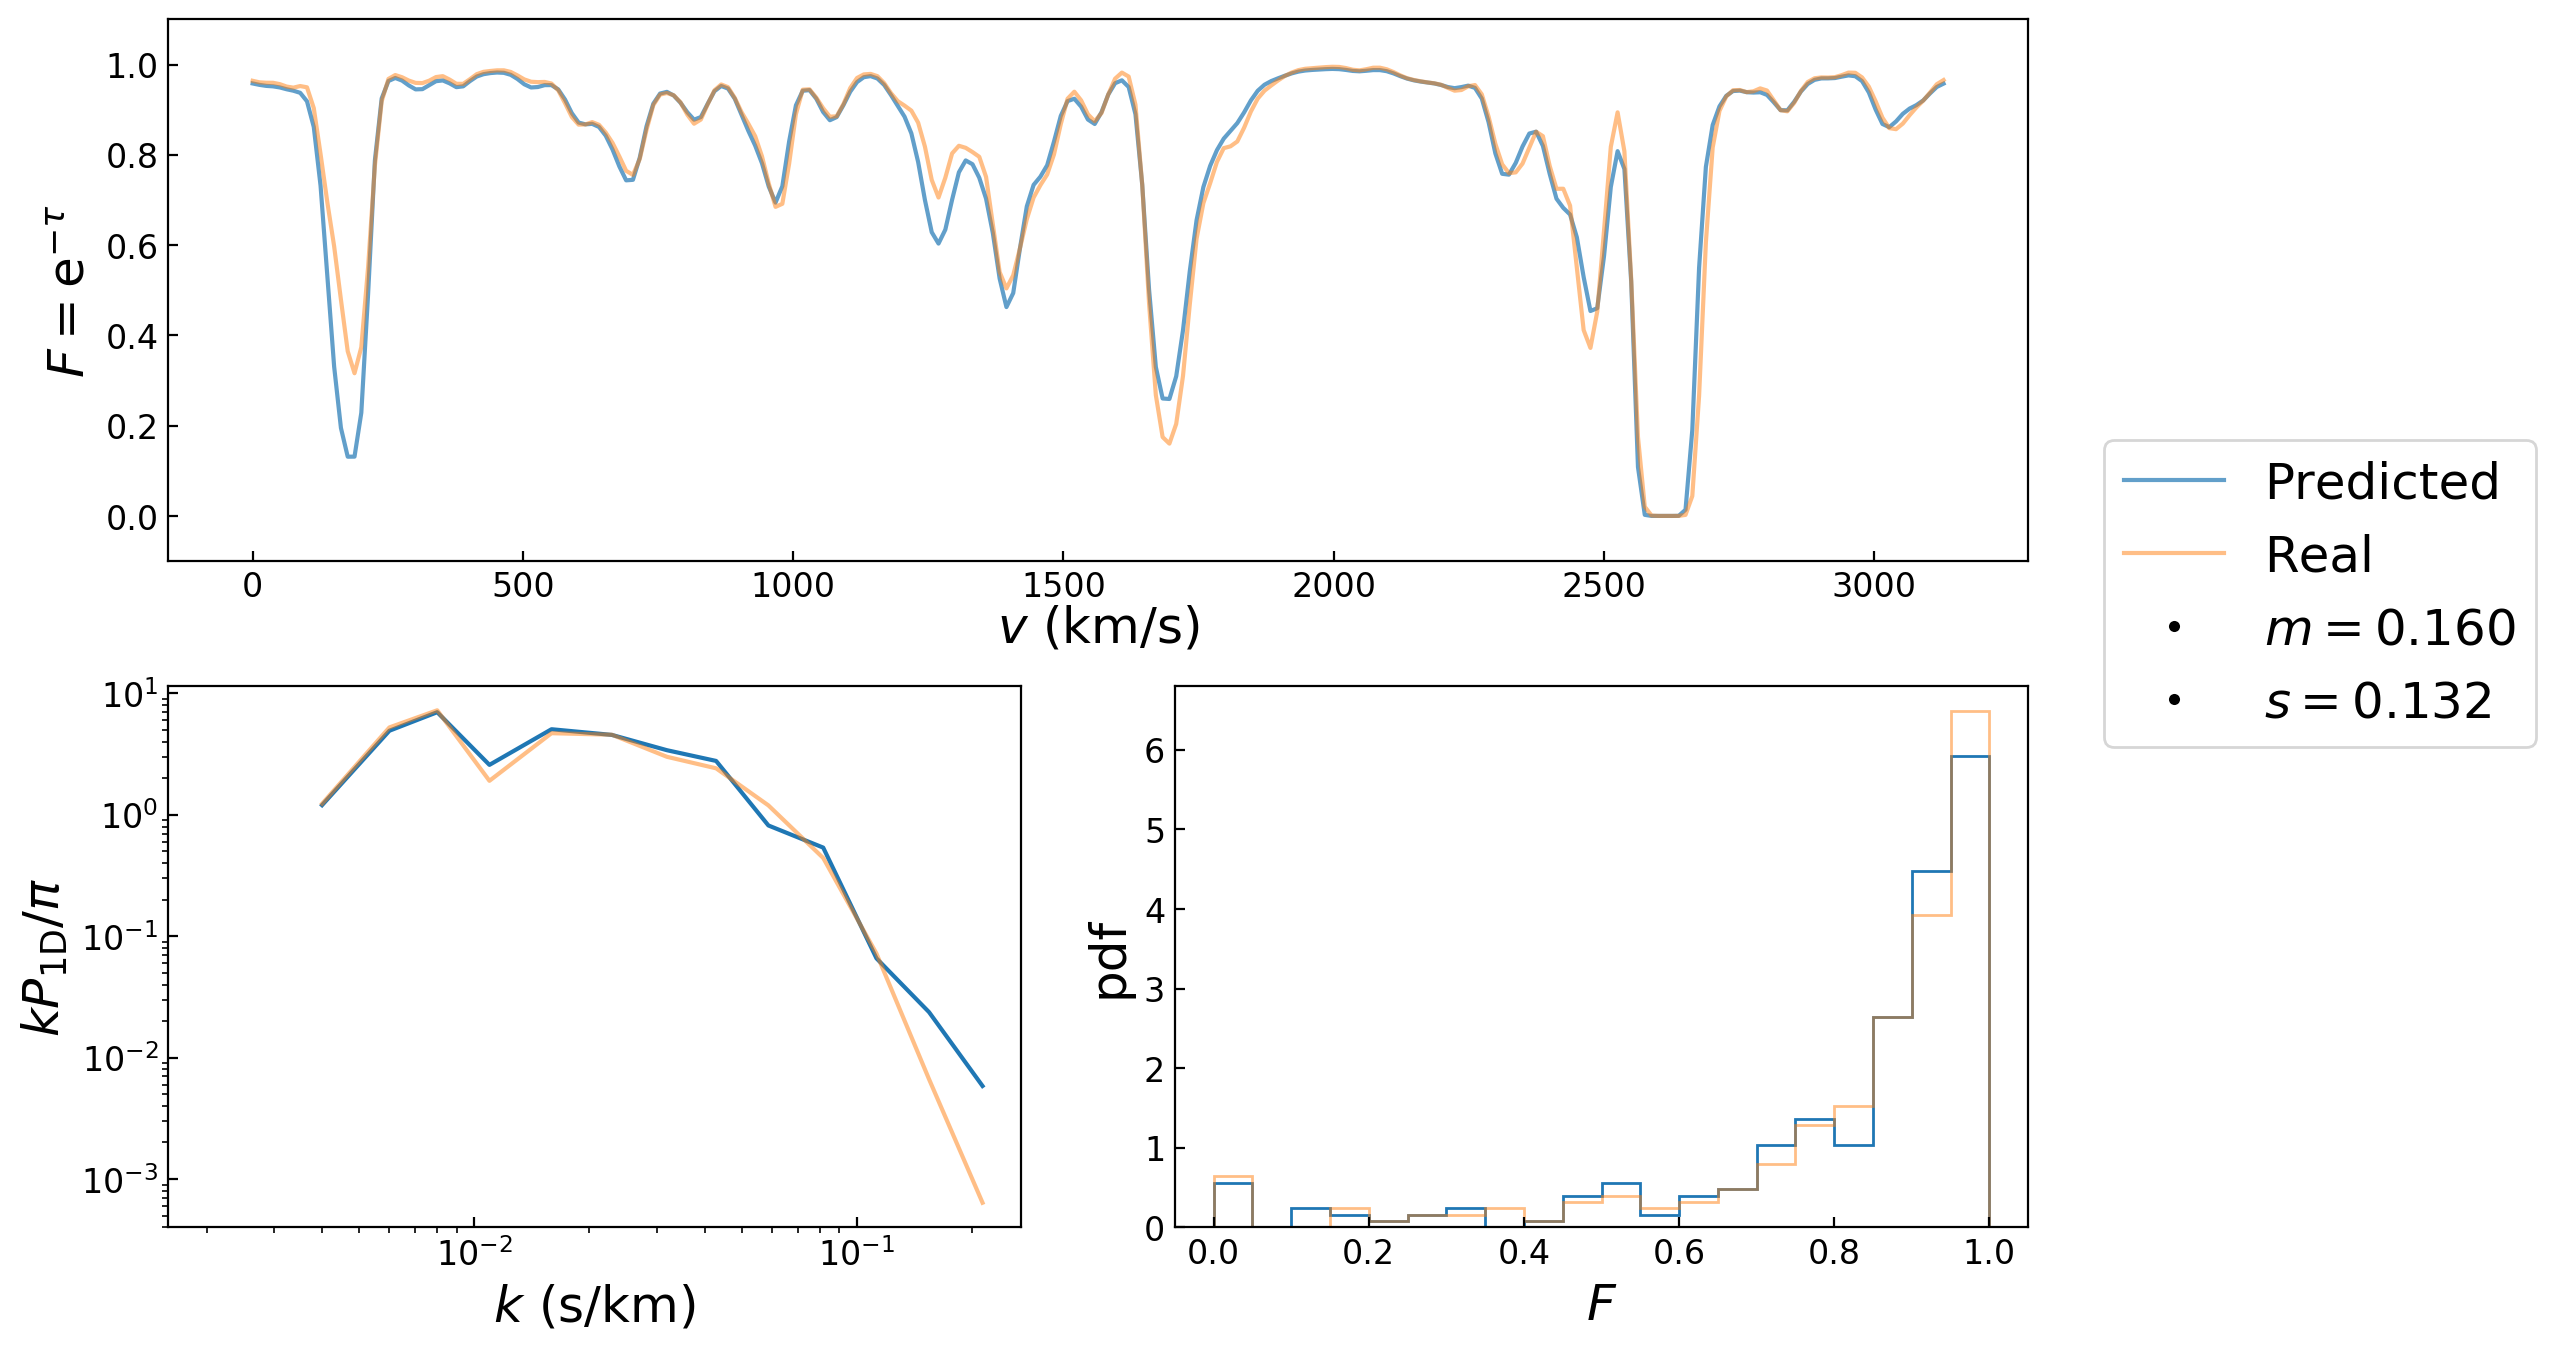 F = e^{−τ}
1.0
0.8
0.6
0.4
0.2
0.0
0 500 1000 1500 2000 2500 3000
v (km/s)
Predicted
Real
m = 0.160
s = 0.132
kP_{1D}/π
10^1
10^0
10^{−1}
10^{−2}
10^{−3}
10^{−2} 10^{−1}
k (s/km)
pdf
6
5
4
3
2
1
0
0.0 0.2 0.4 0.6 0.8 1.0
F